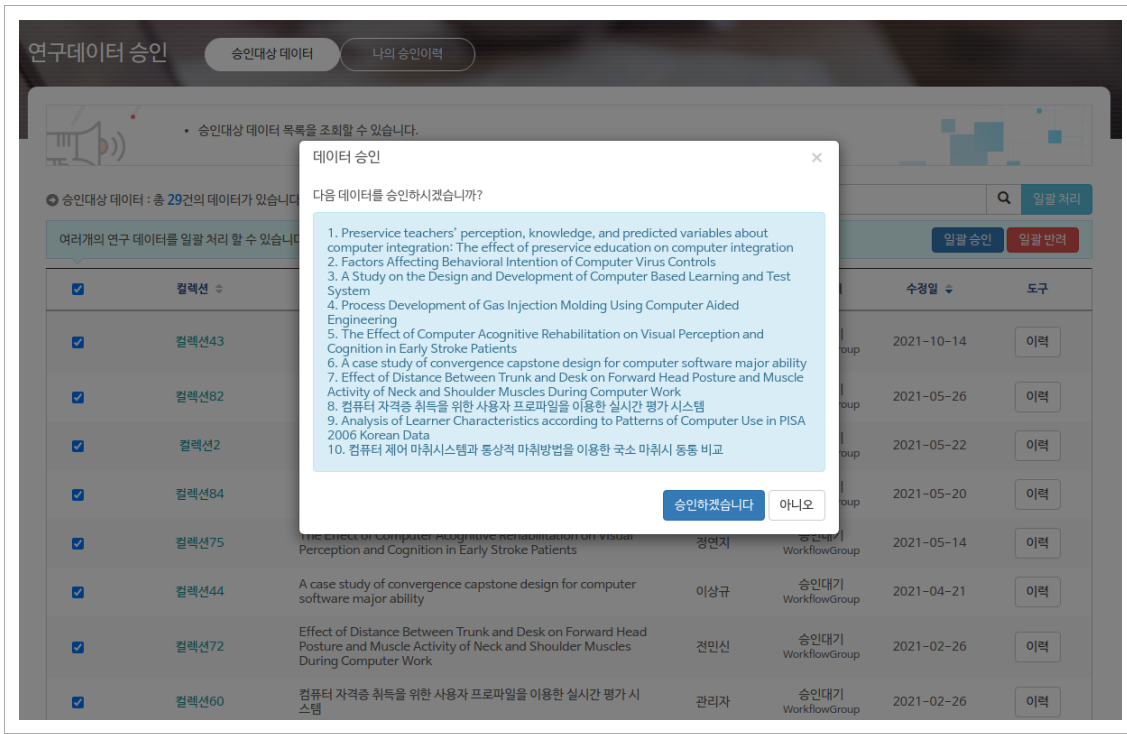 연구데이터 승인
승인대상 데이터
나의 승인이력
• 승인대상 데이터 목록을 조회할 수 있습니다.
데이터 승인
×
다음 데이터를 승인하시겠습니까?
1. Preservice teachers' perception, knowledge, and predicted variables about
computer integration: The effect of preservice education on computer integration
2. Factors Affecting Behavioral Intention of Computer Virus Controls
3. A Study on the Design and Development of Computer Based Learning and Test
System
4. Process Development of Gas Injection Molding Using Computer Aided
Engineering
5. The Effect of Computer Acognitive Rehabilitation on Visual Perception and
Cognition in Early Stroke Patients
6. A case study of convergence capstone design for computer software major ability
7. Effect of Distance Between Trunk and Desk on Forward Head Posture and Muscle
Activity of Neck and Shoulder Muscles During Computer Work
8. 컴퓨터 자격증 취득을 위한 사용자 프로파일을 이용한 실시간 평가 시스템
9. Analysis of Learner Characteristics according to Patterns of Computer Use in PISA
2006 Korean Data
10. 컴퓨터 제어 마취시스템과 통상적 마취방법을 이용한 국소 마취시 동통 비교
승인하겠습니다
아니오
승인대상 데이터 : 총 29건의 데이터가 있습니다
일괄 처리
여러개의 연구 데이터를 일괄 처리 할 수 있습니다
일괄 승인
일괄 반려
컬렉션
수정일
도구
컬렉션43
2021-10-14
이력
컬렉션82
2021-05-26
이력
컬렉션2
2021-05-22
이력
컬렉션84
2021-05-20
이력
컬렉션75
The Effect of Computer Acognitive Rehabilitation on Visual
Perception and Cognition in Early Stroke Patients
정연지
승인대기
WorkflowGroup
2021-05-14
이력
컬렉션44
A case study of convergence capstone design for computer
software major ability
이상규
승인대기
WorkflowGroup
2021-04-21
이력
컬렉션72
Effect of Distance Between Trunk and Desk on Forward Head
Posture and Muscle Activity of Neck and Shoulder Muscles
During Computer Work
전민신
승인대기
WorkflowGroup
2021-02-26
이력
컬렉션60
컴퓨터 자격증 취득을 위한 사용자 프로파일을 이용한 실시간 평가 시
스템
관리자
승인대기
WorkflowGroup
2021-02-26
이력